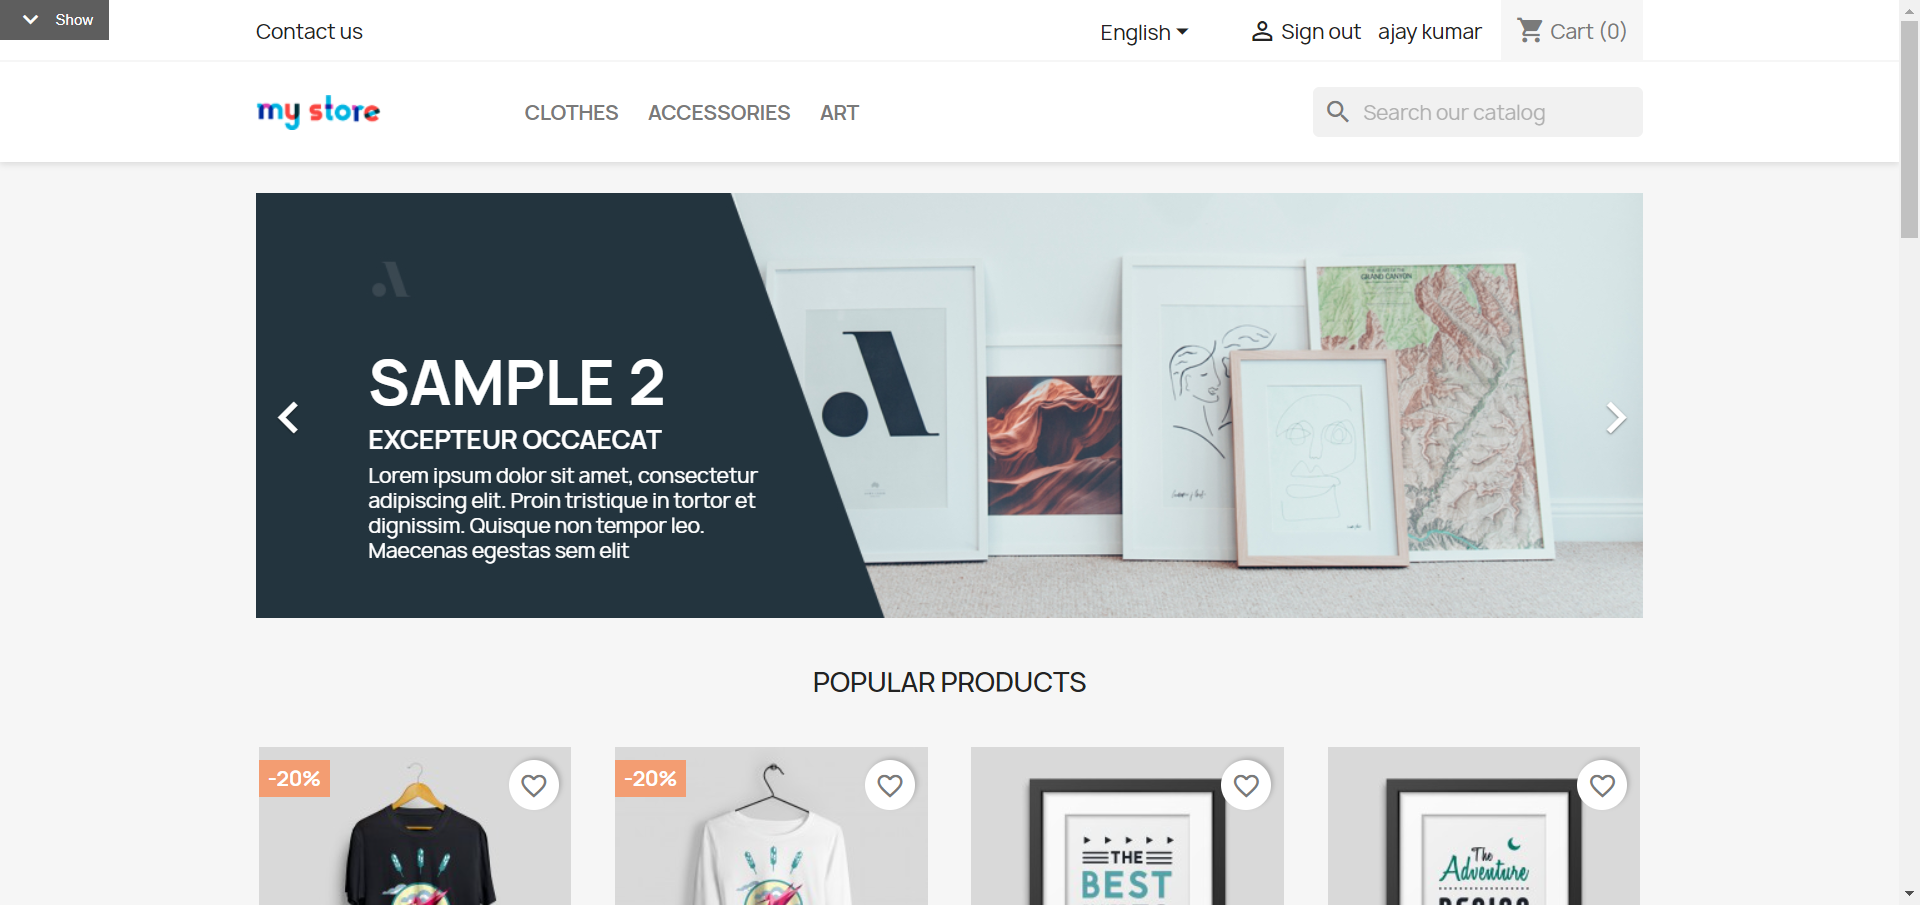 Show
Contact us
English
Sign out
ajay kumar
Cart (0)
my store
CLOTHES
ACCESSORIES
ART
Search our catalog
GRAND CANYON
SAMPLE 2
EXCEPTEUR OCCAECAT
Lorem ipsum dolor sit amet, consectetur
adipiscing elit. Proin tristique in tortor et
dignissim. Quisque non tempor leo.
Maecenas egestas sem elit
POPULAR PRODUCTS
-20%
-20%
THE
BEST
The
Adventure